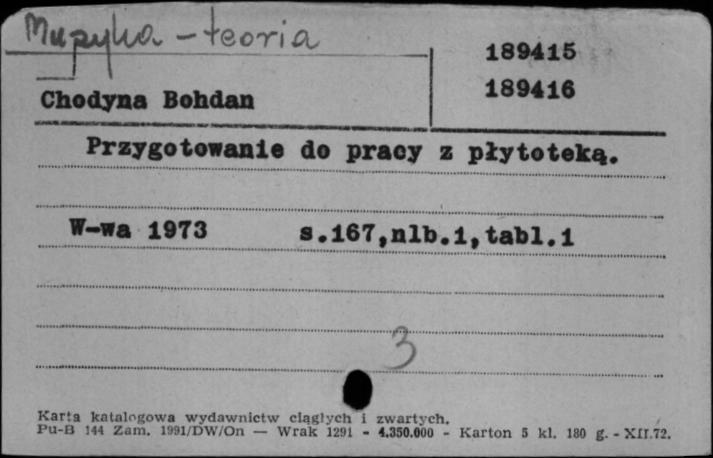 Muzyka - teoria
189415
189416
Chodyna Bohdan
Przygotowanie do pracy z płytoteką.
W-wa 1973 s.167,nlb.1,tabl.1
3
Karta katalogowa wydawnictw ciągłych i zwartych.
Pu-B 144 Zam. 1991/DW/On — Wrak 1291 - 4.350.000 - Karton 5 kl. 180 g. - XII.72.